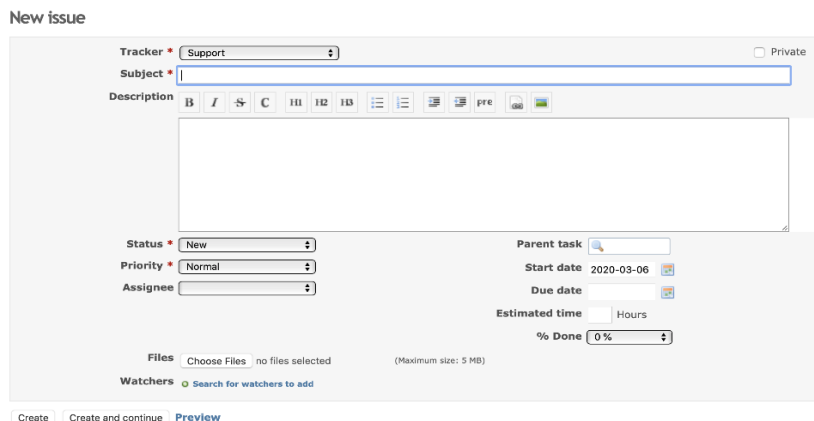 New issue
Tracker * Support Private
Subject *
Description B I S C H1 H2 H3 pre
Status * New Parent task
Priority * Normal Start date 2020-03-06
Assignee Due date
Estimated time Hours
% Done 0 %
Files Choose Files no files selected (Maximum size: 5 MB)
Watchers Search for watchers to add
Create Create and continue Preview